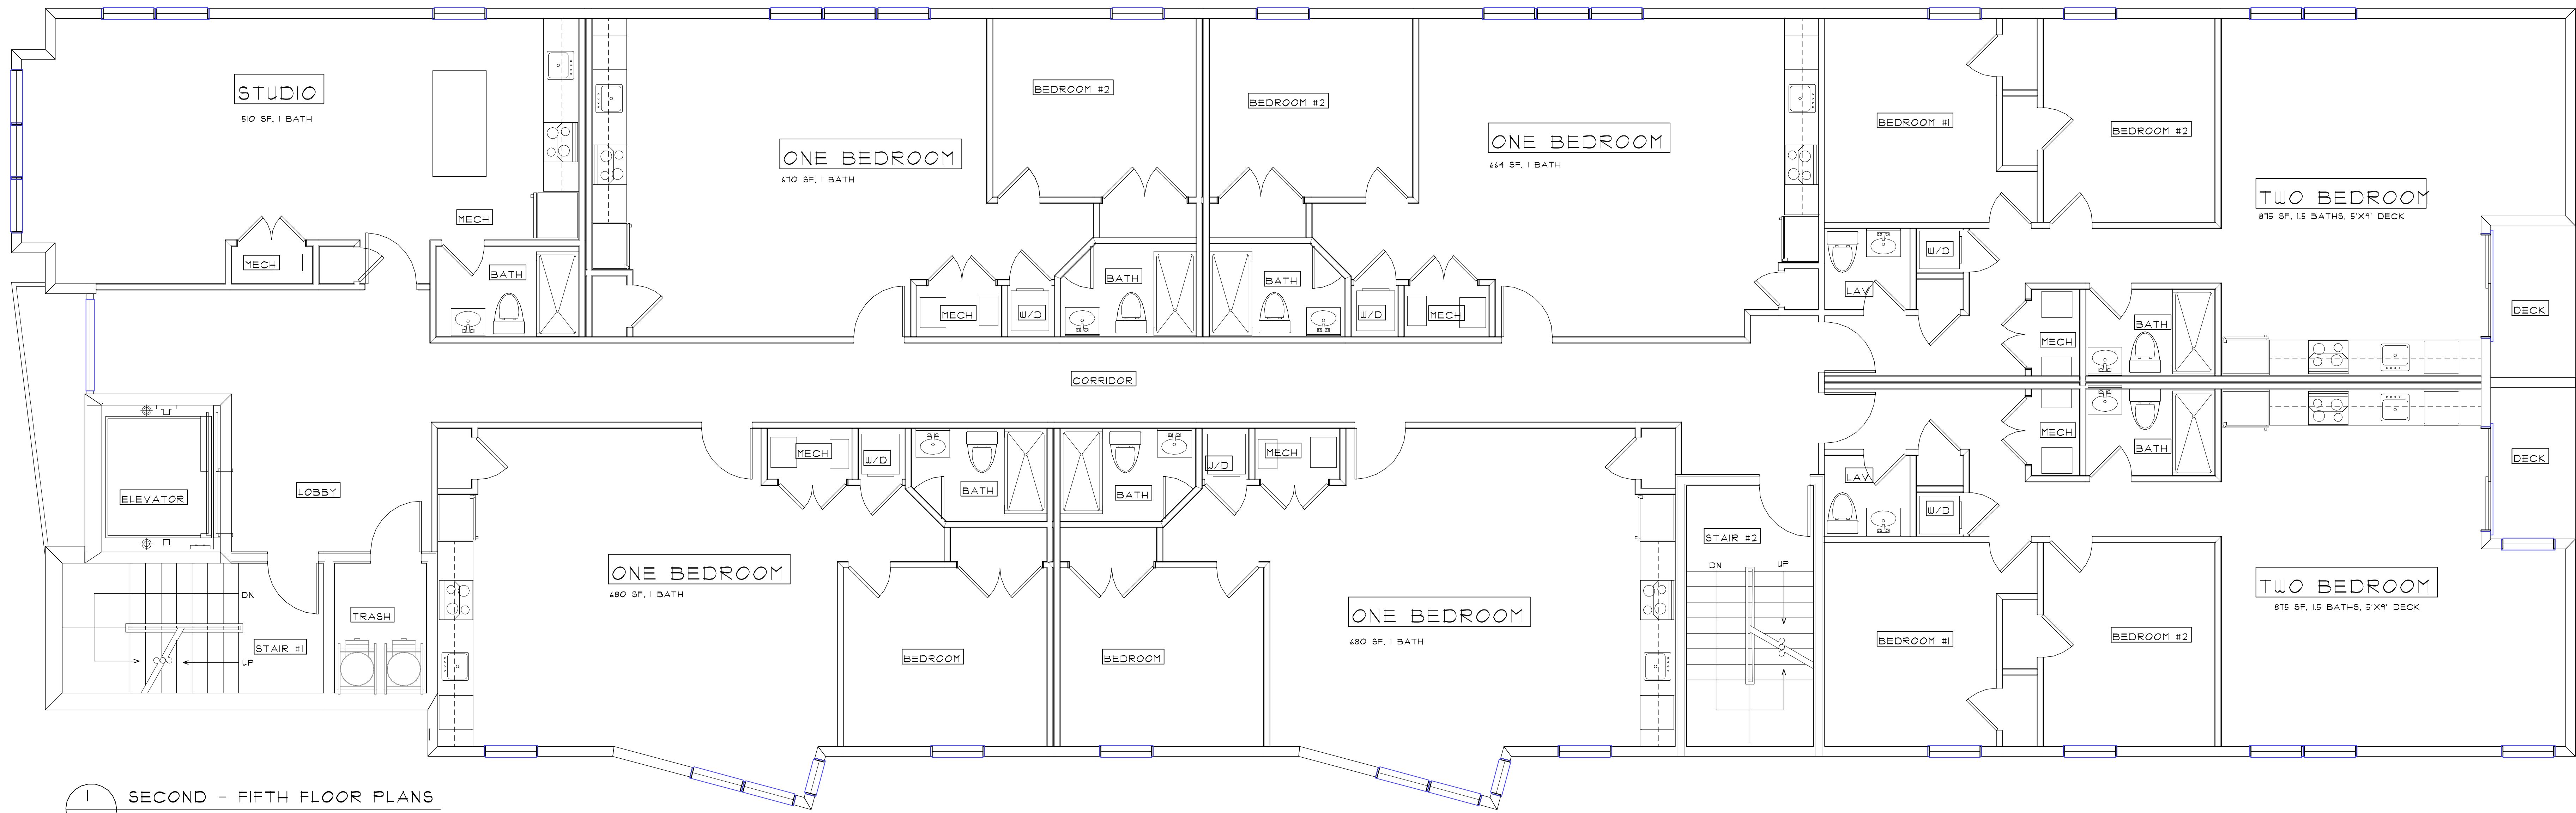 STUDIO
510 SF, 1 BATH
MECH
MECH
BATH
ONE BEDROOM
670 SF, 1 BATH
BEDROOM #2
MECH
W/D
BATH
BEDROOM #2
BATH
W/D
MECH
ONE BEDROOM
664 SF, 1 BATH
BEDROOM #1
BEDROOM #2
TWO BEDROOM
875 SF, 1.5 BATHS, 5'X9' DECK
LAV
W/D
MECH
BATH
DECK
CORRIDOR
ELEVATOR
LOBBY
DN
UP
STAIR #1
TRASH
MECH
W/D
BATH
ONE BEDROOM
680 SF, 1 BATH
BEDROOM
BATH
W/D
MECH
BEDROOM
ONE BEDROOM
680 SF, 1 BATH
STAIR #2
DN
UP
LAV
W/D
MECH
BATH
DECK
TWO BEDROOM
875 SF, 1.5 BATHS, 5'X9' DECK
BEDROOM #1
BEDROOM #2
1
SECOND - FIFTH FLOOR PLANS